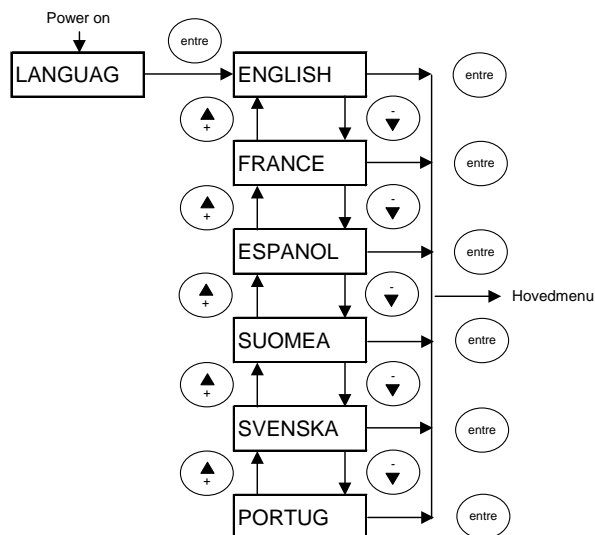 Power on
entre
LANGUAG
ENGLISH
entre
+
-
FRANCE
entre
+
-
ESPANOL
entre
+
-
Hovedmenu
SUOMEA
entre
+
-
SVENSKA
entre
+
-
PORTUG
entre